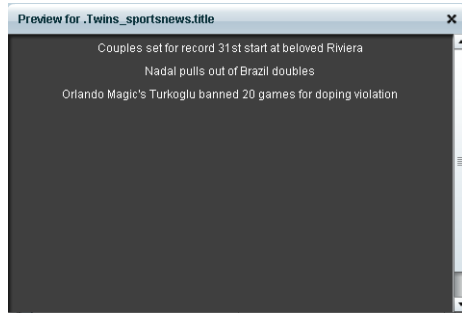 Preview for .Twins_sportsnews.title
Couples set for record 31st start at beloved Riviera
Nadal pulls out of Brazil doubles
Orlando Magic's Turkoglu banned 20 games for doping violation